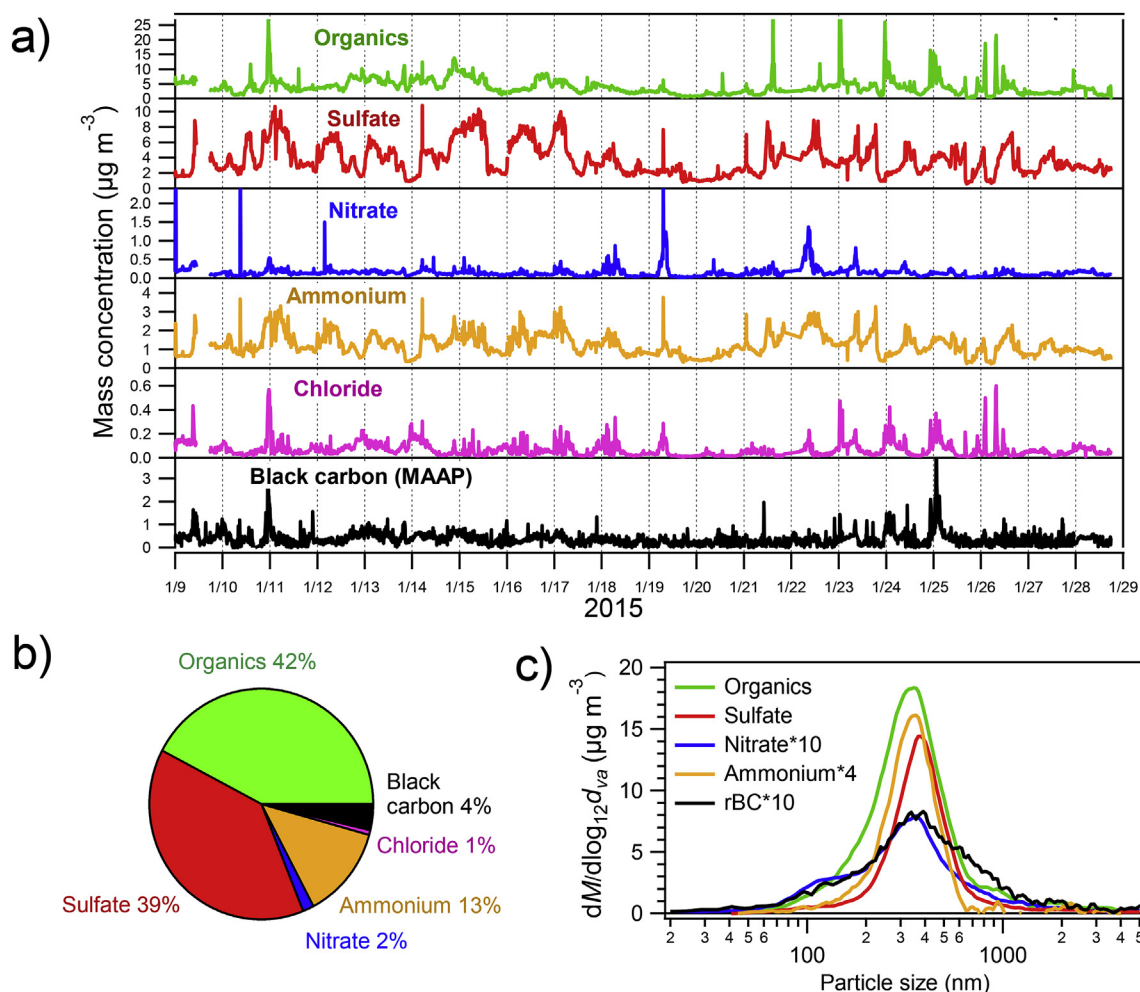 a)
Mass concentration (µg m⁻³)
Organics
25
20
15
10
5
0
Sulfate
10
8
6
4
2
0
Nitrate
2.0
1.5
1.0
0.5
0.0
Ammonium
4
3
2
1
0
Chloride
0.6
0.4
0.2
0.0
Black carbon (MAAP)
3
2
1
0
1/9 1/10 1/11 1/12 1/13 1/14 1/15 1/16 1/17 1/18 1/19 1/20 1/21 1/22 1/23 1/24 1/25 1/26 1/27 1/28 1/29
2015
b)
Organics 42%
Black
carbon 4%
Chloride 1%
Ammonium 13%
Nitrate 2%
Sulfate 39%
c)
dM/dlog₁₂dva (µg m⁻³)
20
15
10
5
0
Organics
Sulfate
Nitrate*10
Ammonium*4
rBC*10
2 3 4 5 6 2 3 4 5 6 2 3 4 5
100 1000
Particle size (nm)